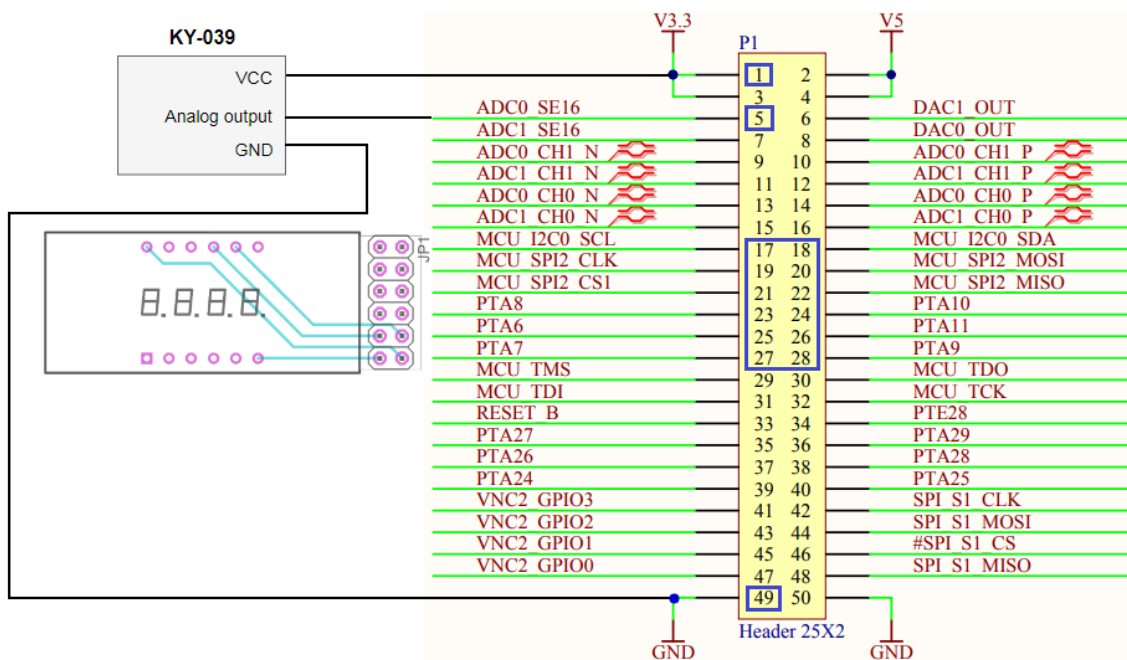 KY-039
VCC
Analog output
GND
JP1
8.8.8.8.
V3.3
V5
P1
1 2
3 4
ADC0_SE16 5 6 DAC1_OUT
ADC1_SE16 7 8 DAC0_OUT
ADC0_CH1_N 9 10 ADC0_CH1_P
ADC1_CH1_N 11 12 ADC1_CH1_P
ADC0_CH0_N 13 14 ADC0_CH0_P
ADC1_CH0_N 15 16 ADC1_CH0_P
MCU_I2C0_SCL 17 18 MCU_I2C0_SDA
MCU_SPI2_CLK 19 20 MCU_SPI2_MOSI
MCU_SPI2_CS1 21 22 MCU_SPI2_MISO
PTA8 23 24 PTA10
PTA6 25 26 PTA11
PTA7 27 28 PTA9
MCU_TMS 29 30 MCU_TDO
MCU_TDI 31 32 MCU_TCK
RESET_B 33 34 PTE28
PTA27 35 36 PTA29
PTA26 37 38 PTA28
PTA24 39 40 PTA25
VNC2_GPIO3 41 42 SPI_S1_CLK
VNC2_GPIO2 43 44 SPI_S1_MOSI
VNC2_GPIO1 45 46 #SPI_S1_CS
VNC2_GPIO0 47 48 SPI_S1_MISO
49 50
Header 25X2
GND
GND